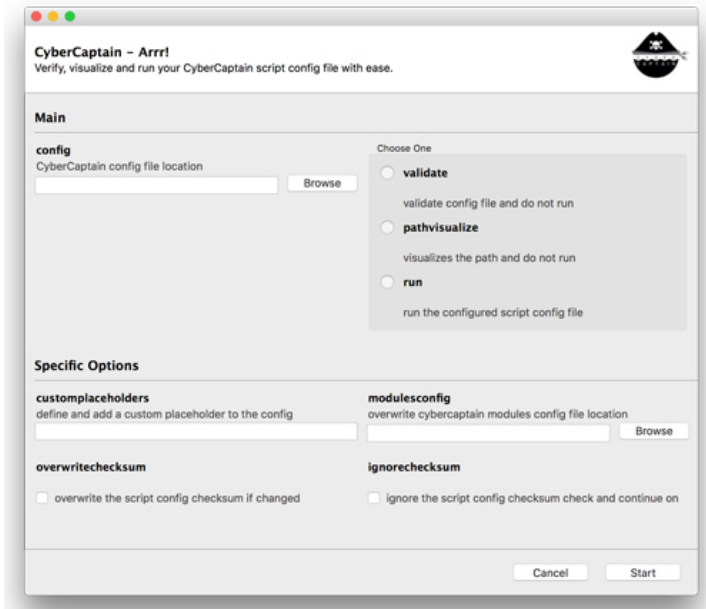 CyberCaptain – Arrr!
Verify, visualize and run your CyberCaptain script config file with ease.
Main
config
CyberCaptain config file location
Browse
Choose One
validate
validate config file and do not run
pathvisualize
visualizes the path and do not run
run
run the configured script config file
Specific Options
customplaceholders
define and add a custom placeholder to the config
modulesconfig
overwrite cybercaptain modules config file location
Browse
overwritechecksum
overwrite the script config checksum if changed
ignorechecksum
ignore the script config checksum check and continue on
Cancel
Start